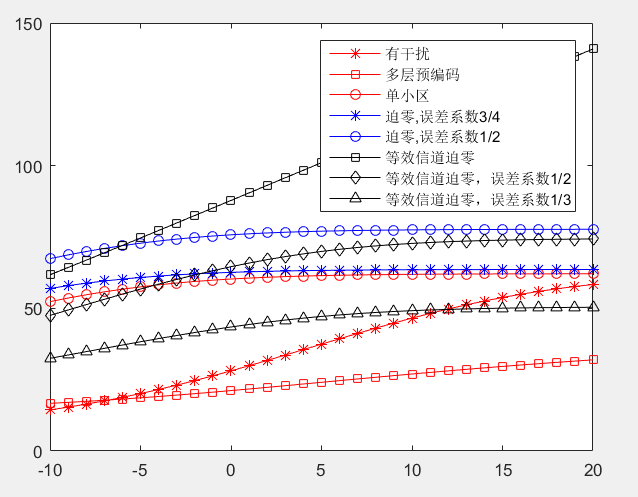 150
有干扰
多层预编码
单小区
迫零,误差系数3/4
迫零,误差系数1/2
等效信道迫零
等效信道迫零，误差系数1/2
等效信道迫零，误差系数1/3
100
50
0
-10 -5 0 5 10 15 20